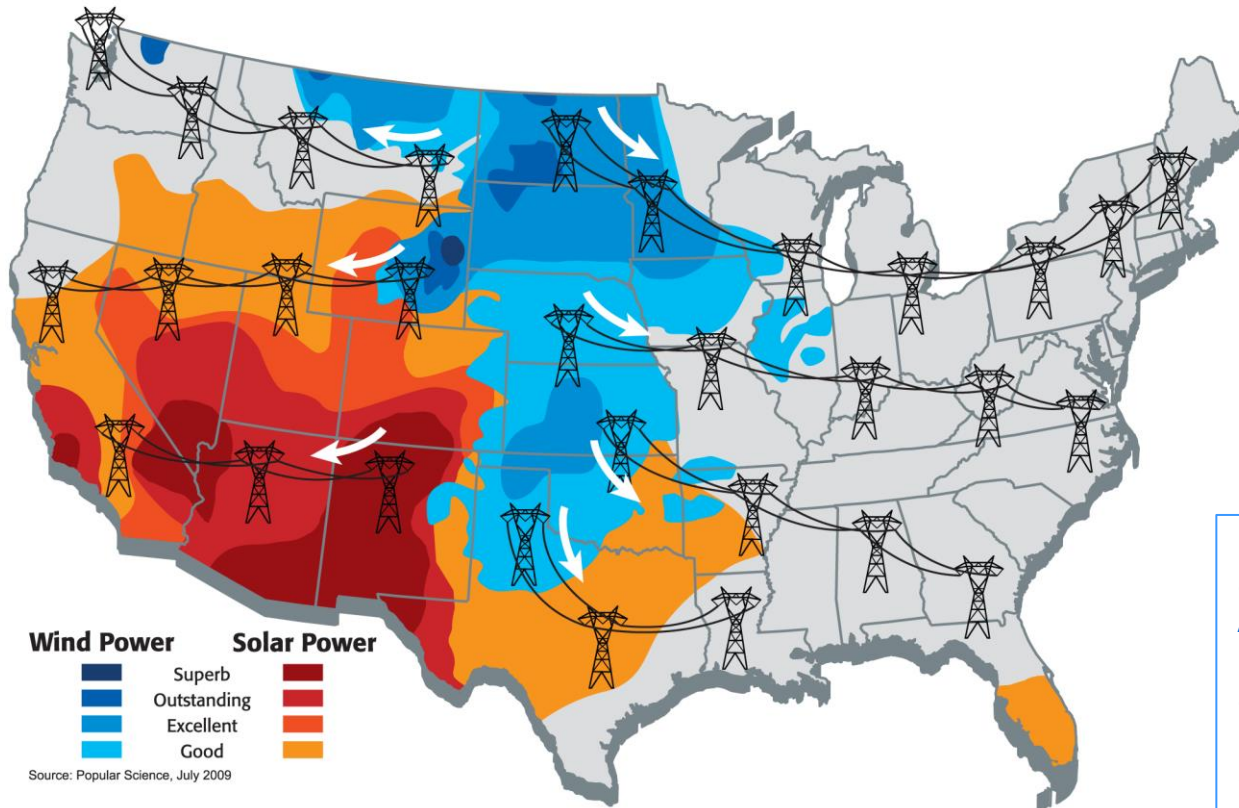 Wind Power Solar Power
Superb
Outstanding
Excellent
Good
Source: Popular Science, July 2009